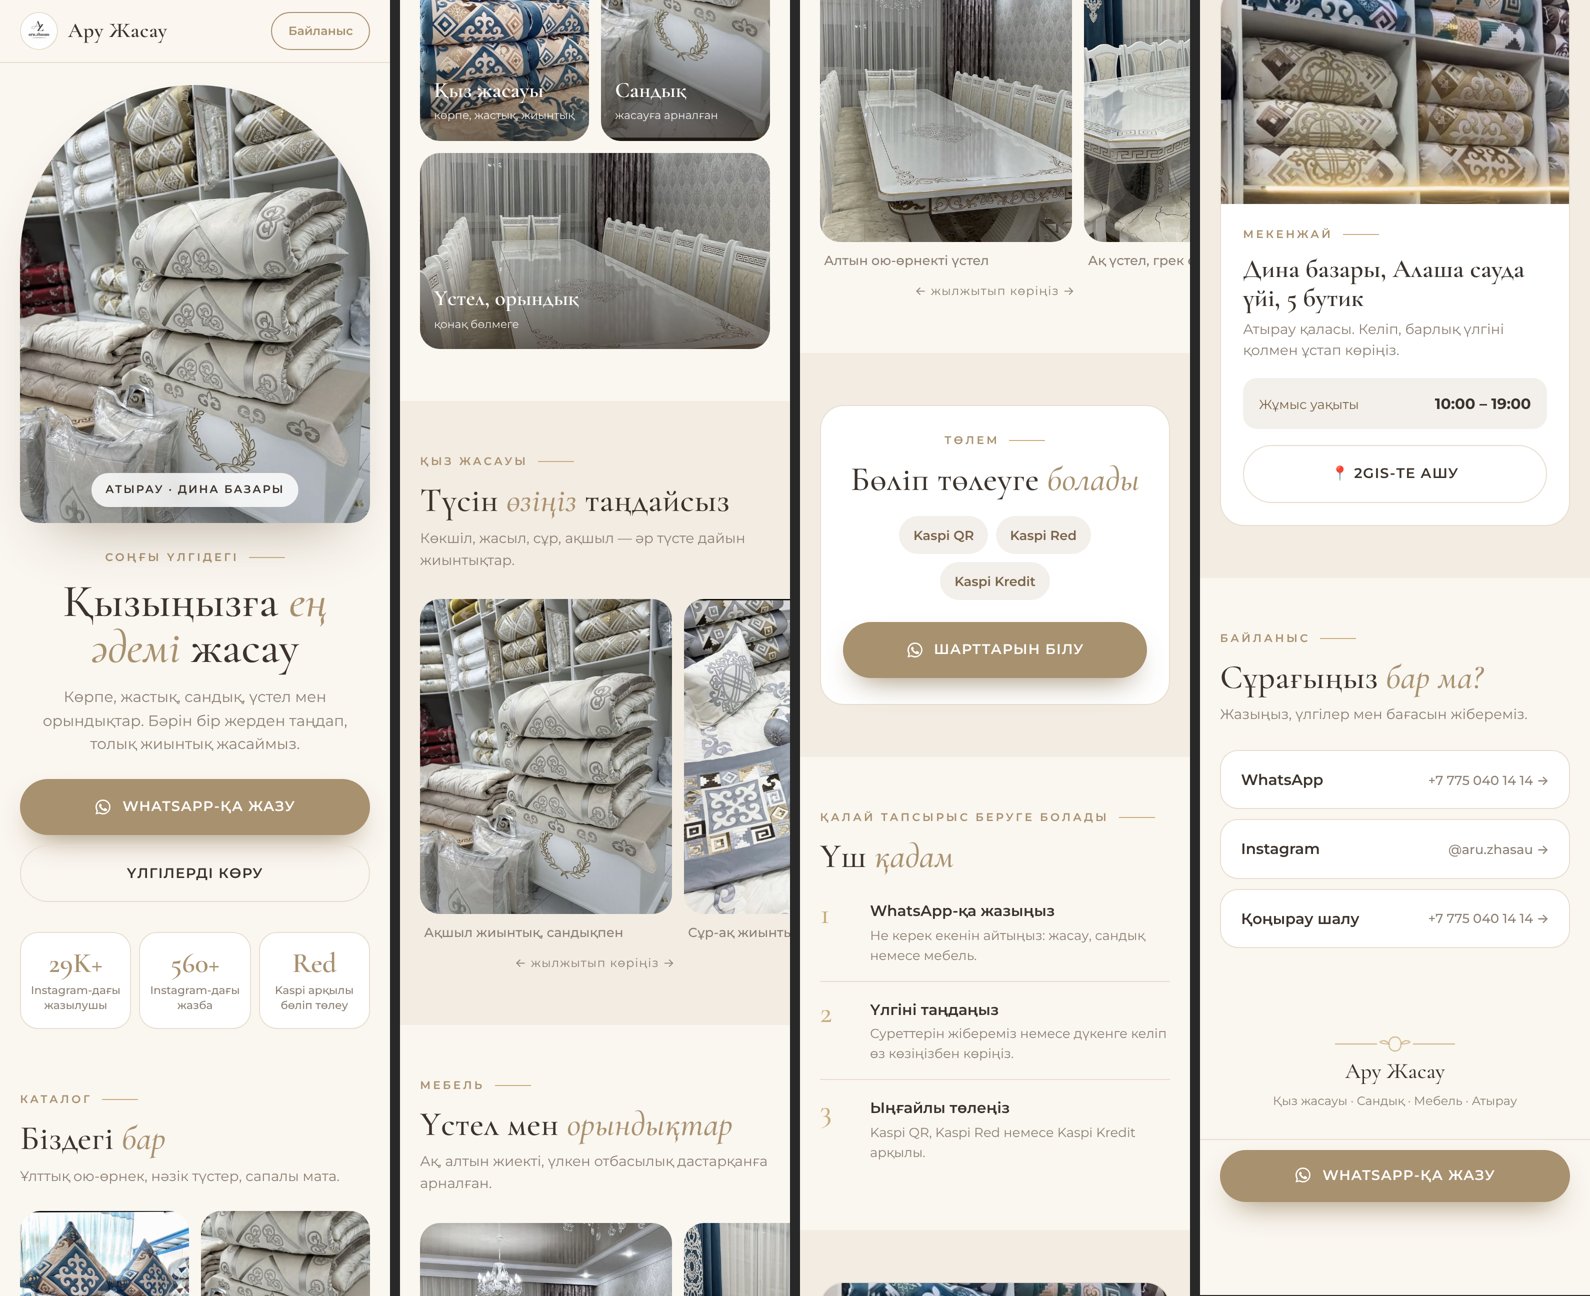 Ару Жасау
Байланыс
АТЫРАУ · ДИНА БАЗАРЫ
СОҢҒЫ ҮЛГІДЕГІ
Қызыңызға ең
әдемі жасау
Көрпе, жастық, сандық, үстел мен
орындықтар. Бәрін бір жерден таңдап,
толық жиынтық жасаймыз.
WHATSAPP-ҚА ЖАЗУ
ҮЛГІЛЕРДІ КӨРУ
29K+
Instagram-дағы
жазылушы
560+
Instagram-дағы
жазба
Red
Kaspi арқылы
бөліп төлеу
КАТАЛОГ
Біздегі бар
Ұлттық ою-өрнек, нәзік түстер, сапалы мата.
Қыз жасауы
көрпе, жастық, жиынтық
Сандық
жасауға арналған
Үстел, орындық
қонақ бөлмеге
ҚЫЗ ЖАСАУЫ
Түсін өзіңіз таңдайсыз
Көкшіл, жасыл, сұр, ақшыл — әр түсте дайын
жиынтықтар.
Ақшыл жиынтық, сандықпен
Сұр-ақ жиынты
← жылжытып көріңіз →
МЕБЕЛЬ
Үстел мен орындықтар
Ақ, алтын жиекті, үлкен отбасылық дастарқанға
арналған.
Алтын ою-өрнекті үстел
Ақ үстел, грек
← жылжытып көріңіз →
ТӨЛЕМ
Бөліп төлеуге болады
Kaspi QR
Kaspi Red
Kaspi Kredit
ШАРТТАРЫН БІЛУ
ҚАЛАЙ ТАПСЫРЫС БЕРУГЕ БОЛАДЫ
Үш қадам
1
WhatsApp-қа жазыңыз
Не керек екенін айтыңыз: жасау, сандық
немесе мебель.
2
Үлгіні таңдаңыз
Суреттерін жібереміз немесе дүкенге келіп
өз көзіңізбен көріңіз.
3
Ыңғайлы төлеңіз
Kaspi QR, Kaspi Red немесе Kaspi Kredit
арқылы.
МЕКЕНЖАЙ
Дина базары, Алаша сауда
үйі, 5 бутик
Атырау қаласы. Келіп, барлық үлгіні
қолмен ұстап көріңіз.
Жұмыс уақыты
10:00 – 19:00
📍 2GIS-ТЕ АШУ
БАЙЛАНЫС
Сұрағыңыз бар ма?
Жазыңыз, үлгілер мен бағасын жібереміз.
WhatsApp
+7 775 040 14 14 →
Instagram
@aru.zhasau →
Қоңырау шалу
+7 775 040 14 14 →
Ару Жасау
Қыз жасауы · Сандық · Мебель · Атырау
WHATSAPP-ҚА ЖАЗУ